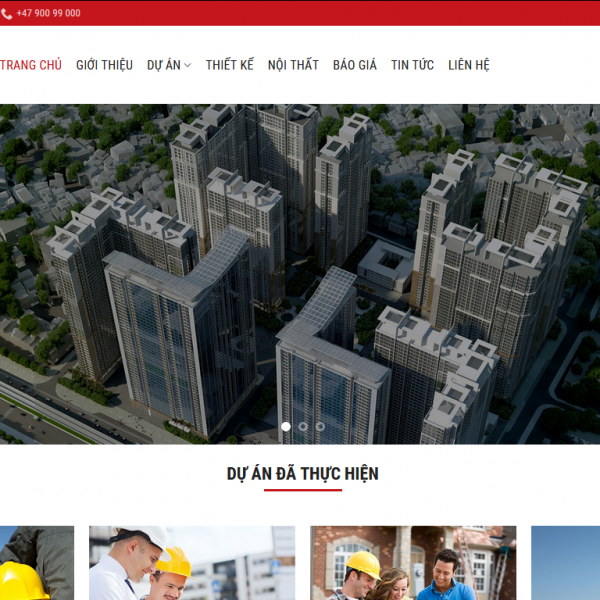 +47 900 99 000
TRANG CHỦ GIỚI THIỆU DỰ ÁN THIẾT KẾ NỘI THẤT BÁO GIÁ TIN TỨC LIÊN HỆ
DỰ ÁN ĐÃ THỰC HIỆN